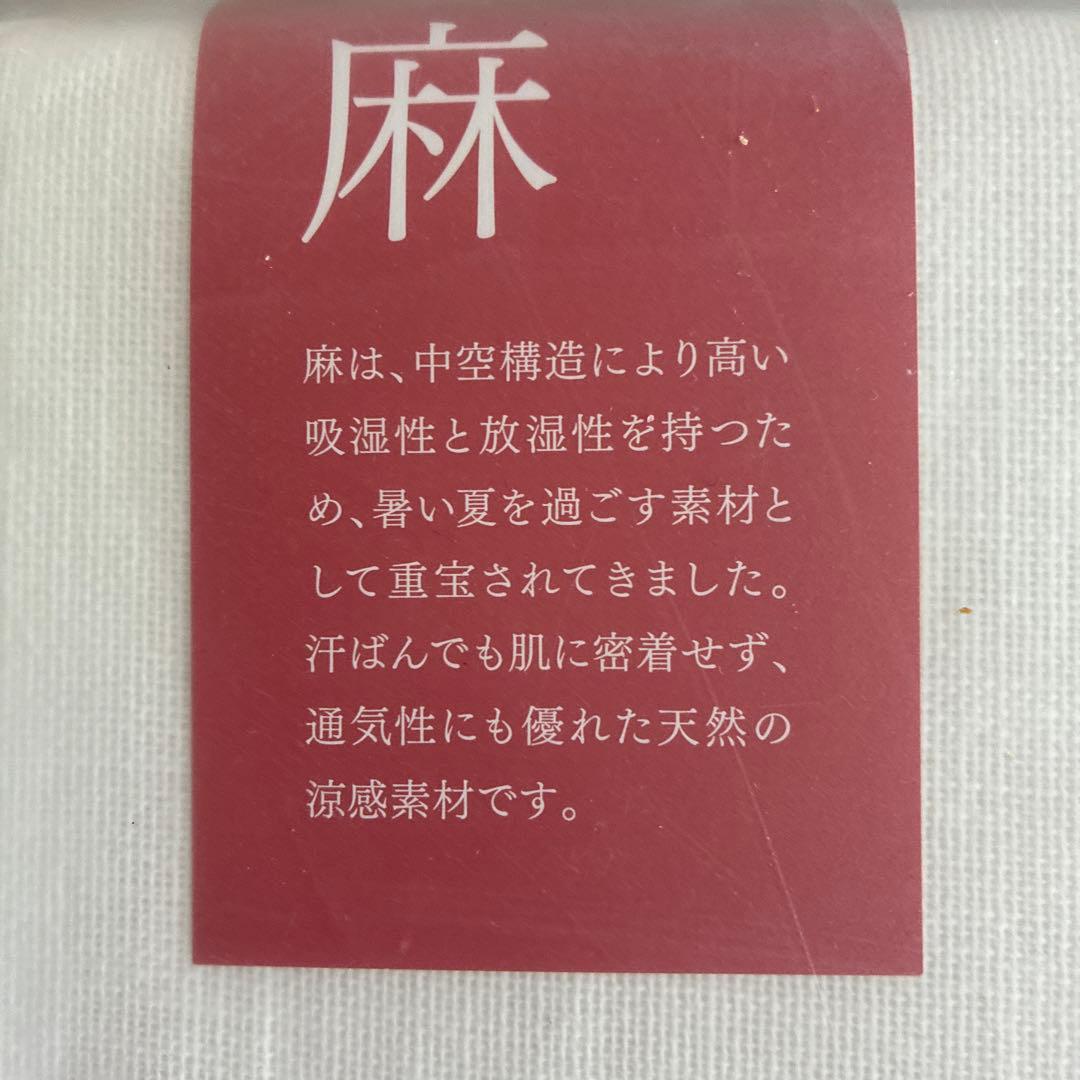 麻
麻は、中空構造により高い
吸湿性と放湿性を持つた
め、暑い夏を過ごす素材と
して重宝されてきました。
汗ばんでも肌に密着せず、
通気性にも優れた天然の
涼感素材です。